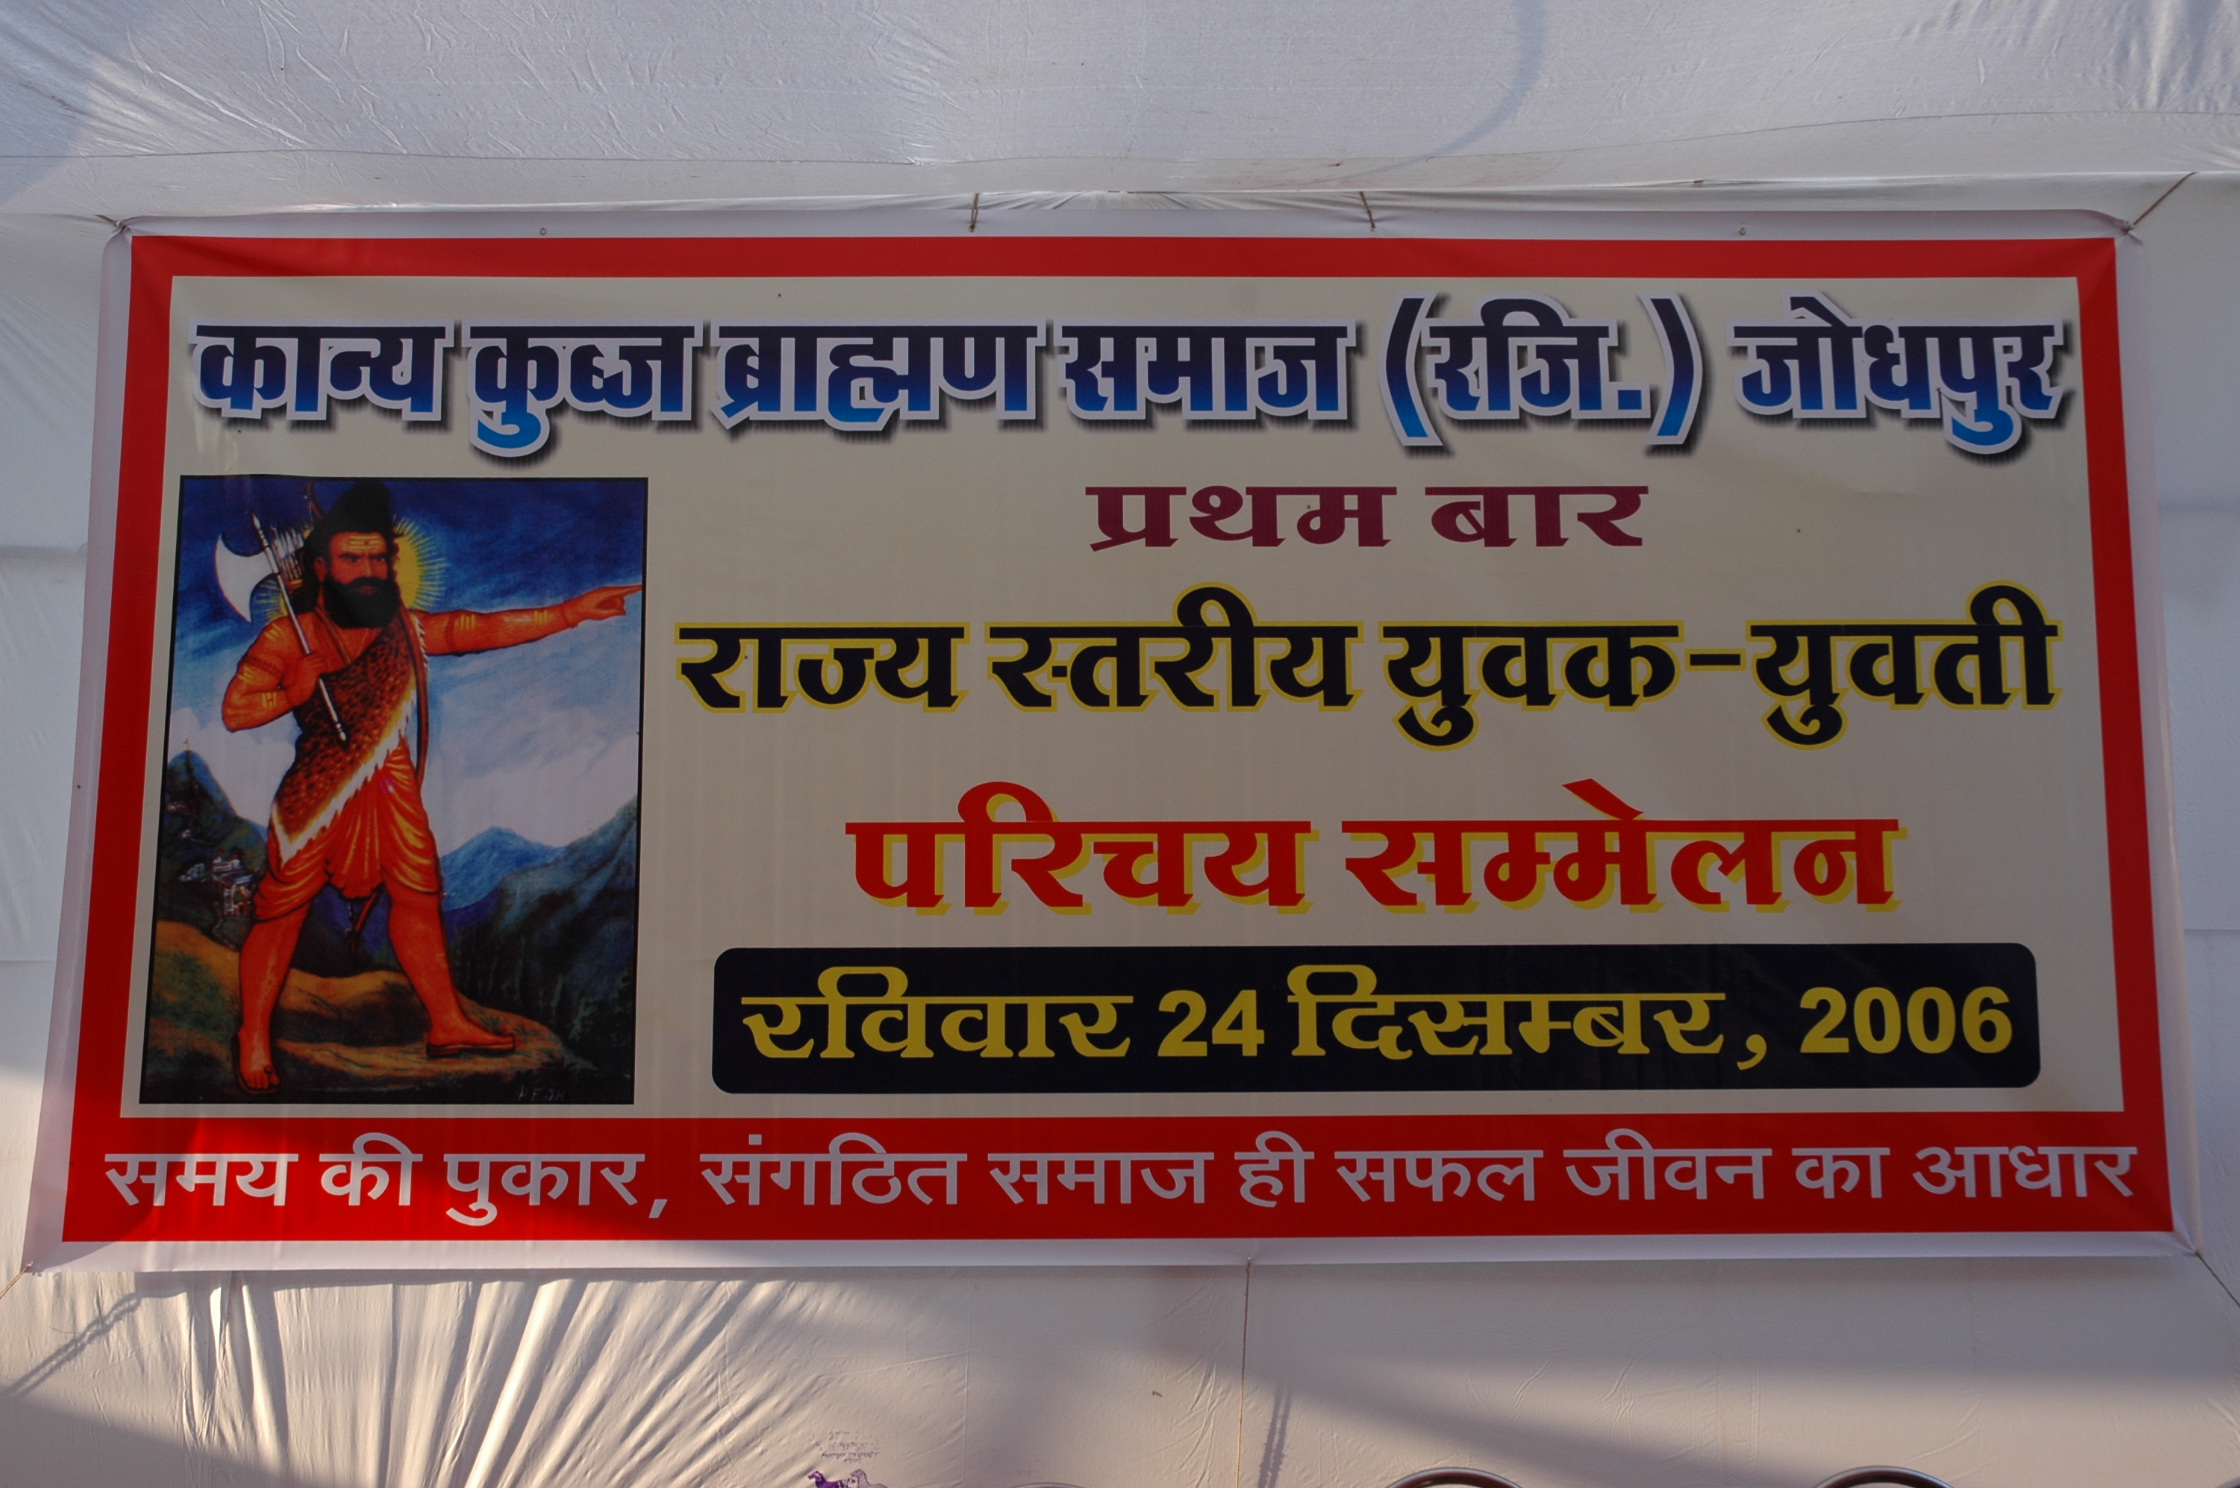 कान्य कुब्ज ब्राह्मण समाज (रजि.) जोधपुर
प्रथम बार
राज्य स्तरीय युवक-युवती
परिचय सम्मेलन
रविवार 24 दिसम्बर, 2006
समय की पुकार, संगठित समाज ही सफल जीवन का आधार